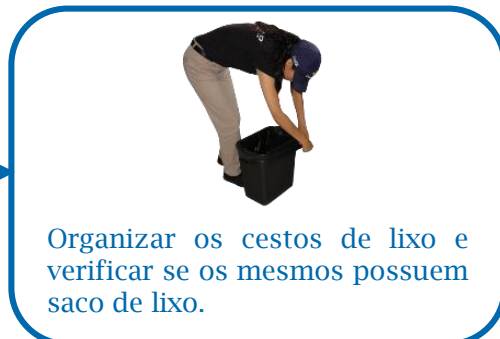 Organizar os cestos de lixo e
verificar se os mesmos possuem
saco de lixo.